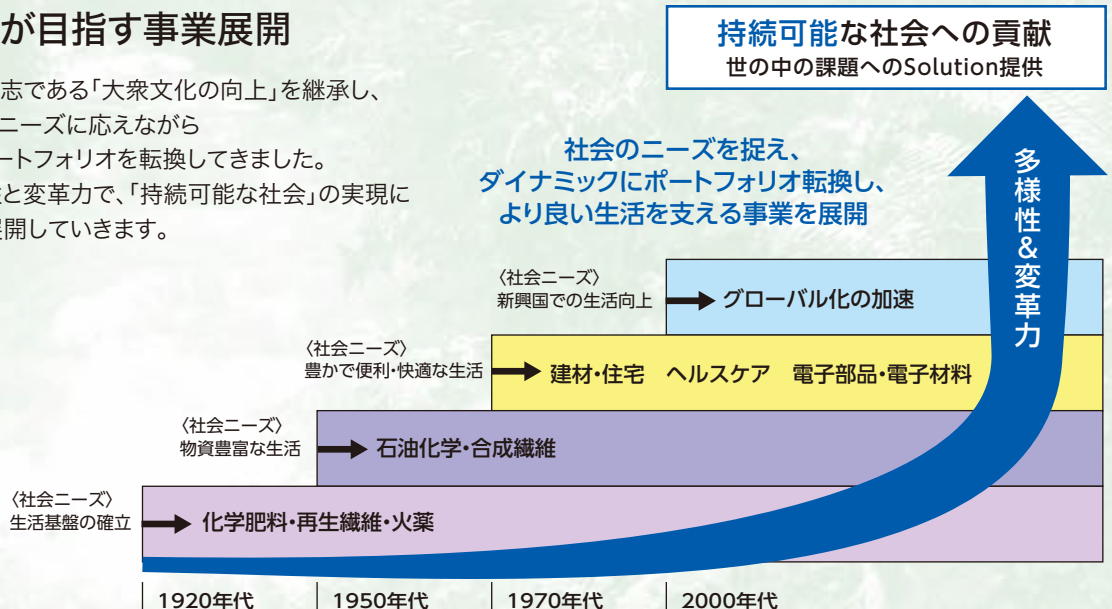 が目指す事業展開
志である「大衆文化の向上」を継承し、
ニーズに応えながら
ートフォリオを転換してきました。
と変革力で、「持続可能な社会」の実現に
開していきます。
持続可能な社会への貢献
世の中の課題へのSolution提供
社会のニーズを捉え、
ダイナミックにポートフォリオ転換し、
より良い生活を支える事業を展開
多様性&変革力
〈社会ニーズ〉
新興国での生活向上
グローバル化の加速
〈社会ニーズ〉
豊かで便利・快適な生活
建材・住宅　ヘルスケア　電子部品・電子材料
〈社会ニーズ〉
物資豊富な生活
石油化学・合成繊維
〈社会ニーズ〉
生活基盤の確立
化学肥料・再生繊維・火薬
1920年代
1950年代
1970年代
2000年代